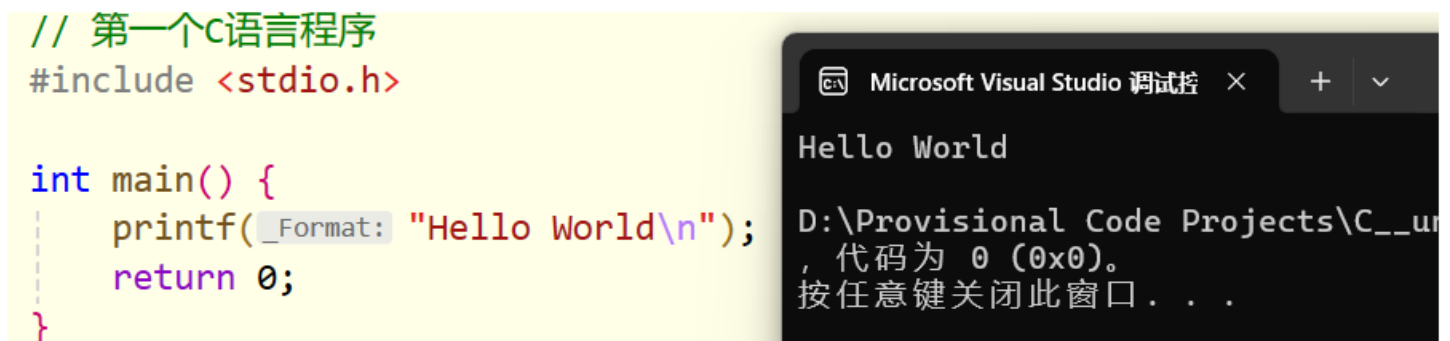 // 第一个C语言程序
#include <stdio.h>
int main() {
printf( _Format: "Hello World\n");
return 0;
}
Microsoft Visual Studio 调试控
Hello World
D:\Provisional Code Projects\C__u
, 代码为 0 (0x0)。
按任意键关闭此窗口. . .